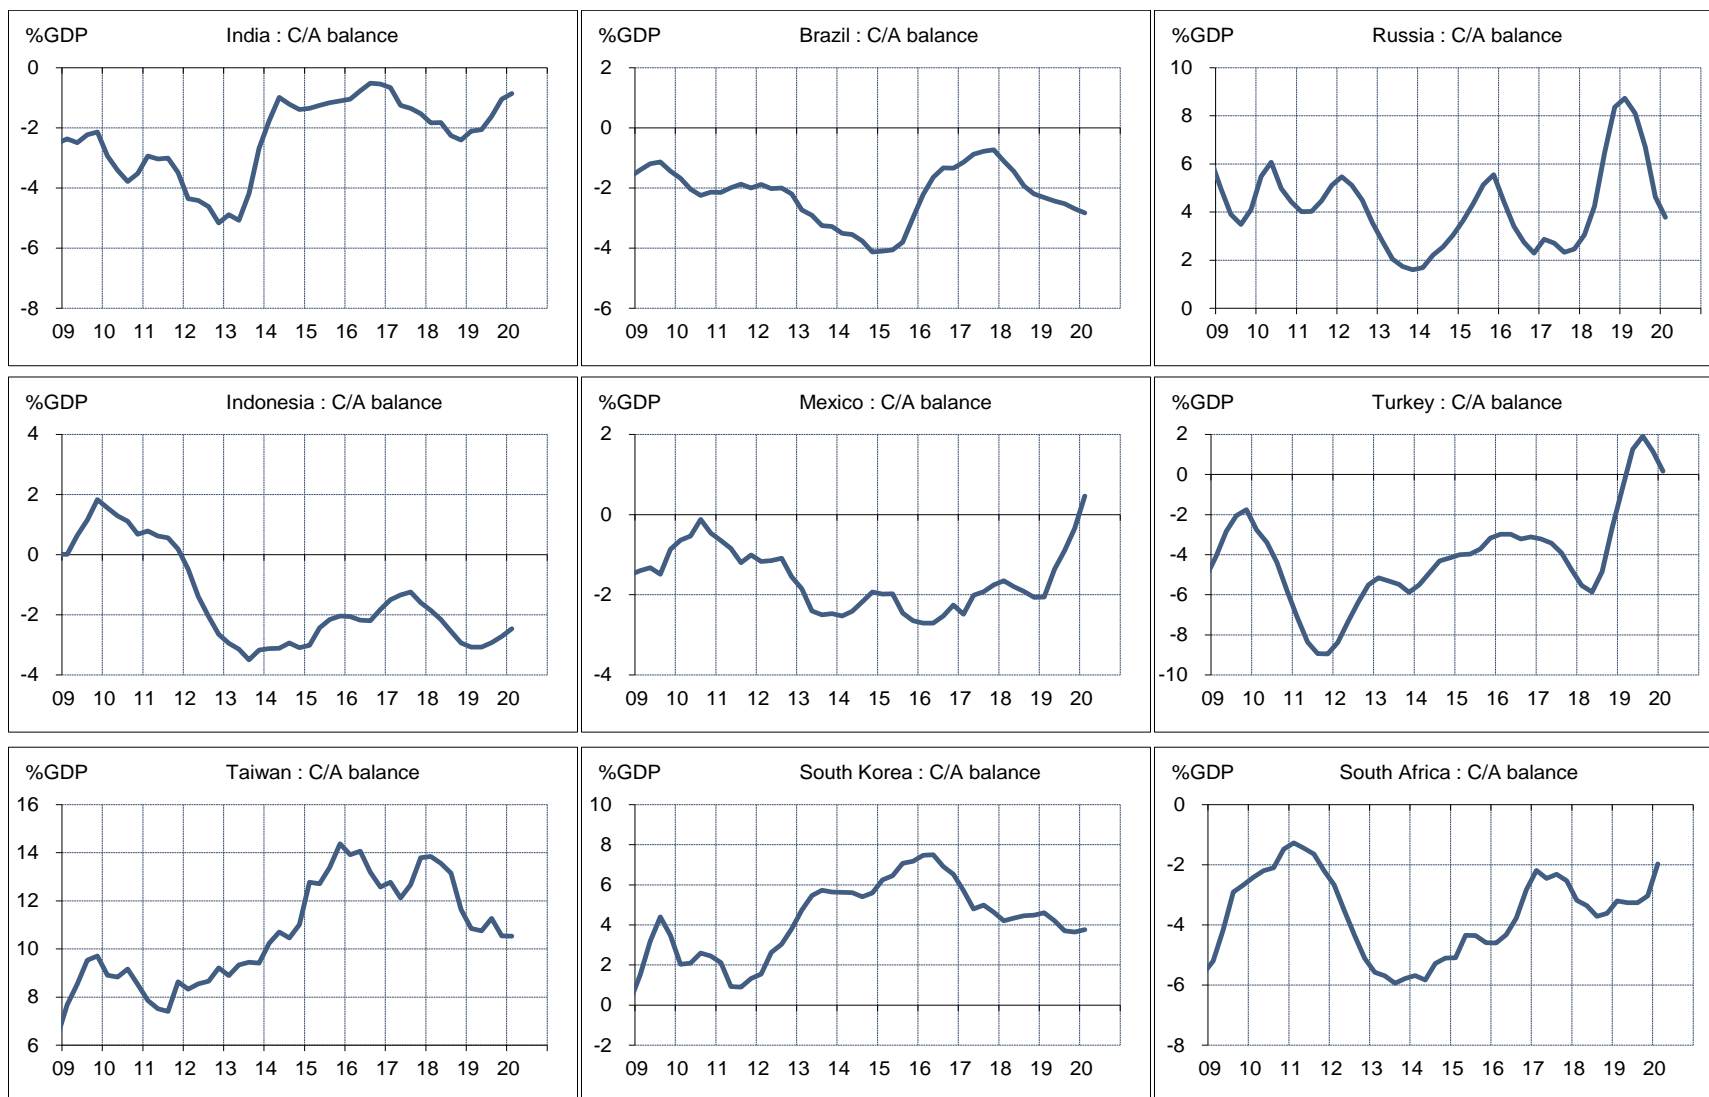 %GDP India : C/A balance
0
-2
-4
-6
-8
09 10 11 12 13 14 15 16 17 18 19 20
%GDP Brazil : C/A balance
2
0
-2
-4
-6
09 10 11 12 13 14 15 16 17 18 19 20
%GDP Russia : C/A balance
10
8
6
4
2
0
09 10 11 12 13 14 15 16 17 18 19 20
%GDP Indonesia : C/A balance
4
2
0
-2
-4
09 10 11 12 13 14 15 16 17 18 19 20
%GDP Mexico : C/A balance
2
0
-2
-4
09 10 11 12 13 14 15 16 17 18 19 20
%GDP Turkey : C/A balance
2
0
-2
-4
-6
-8
-10
09 10 11 12 13 14 15 16 17 18 19 20
%GDP Taiwan : C/A balance
16
14
12
10
8
6
09 10 11 12 13 14 15 16 17 18 19 20
%GDP South Korea : C/A balance
10
8
6
4
2
0
-2
09 10 11 12 13 14 15 16 17 18 19 20
%GDP South Africa : C/A balance
0
-2
-4
-6
-8
09 10 11 12 13 14 15 16 17 18 19 20